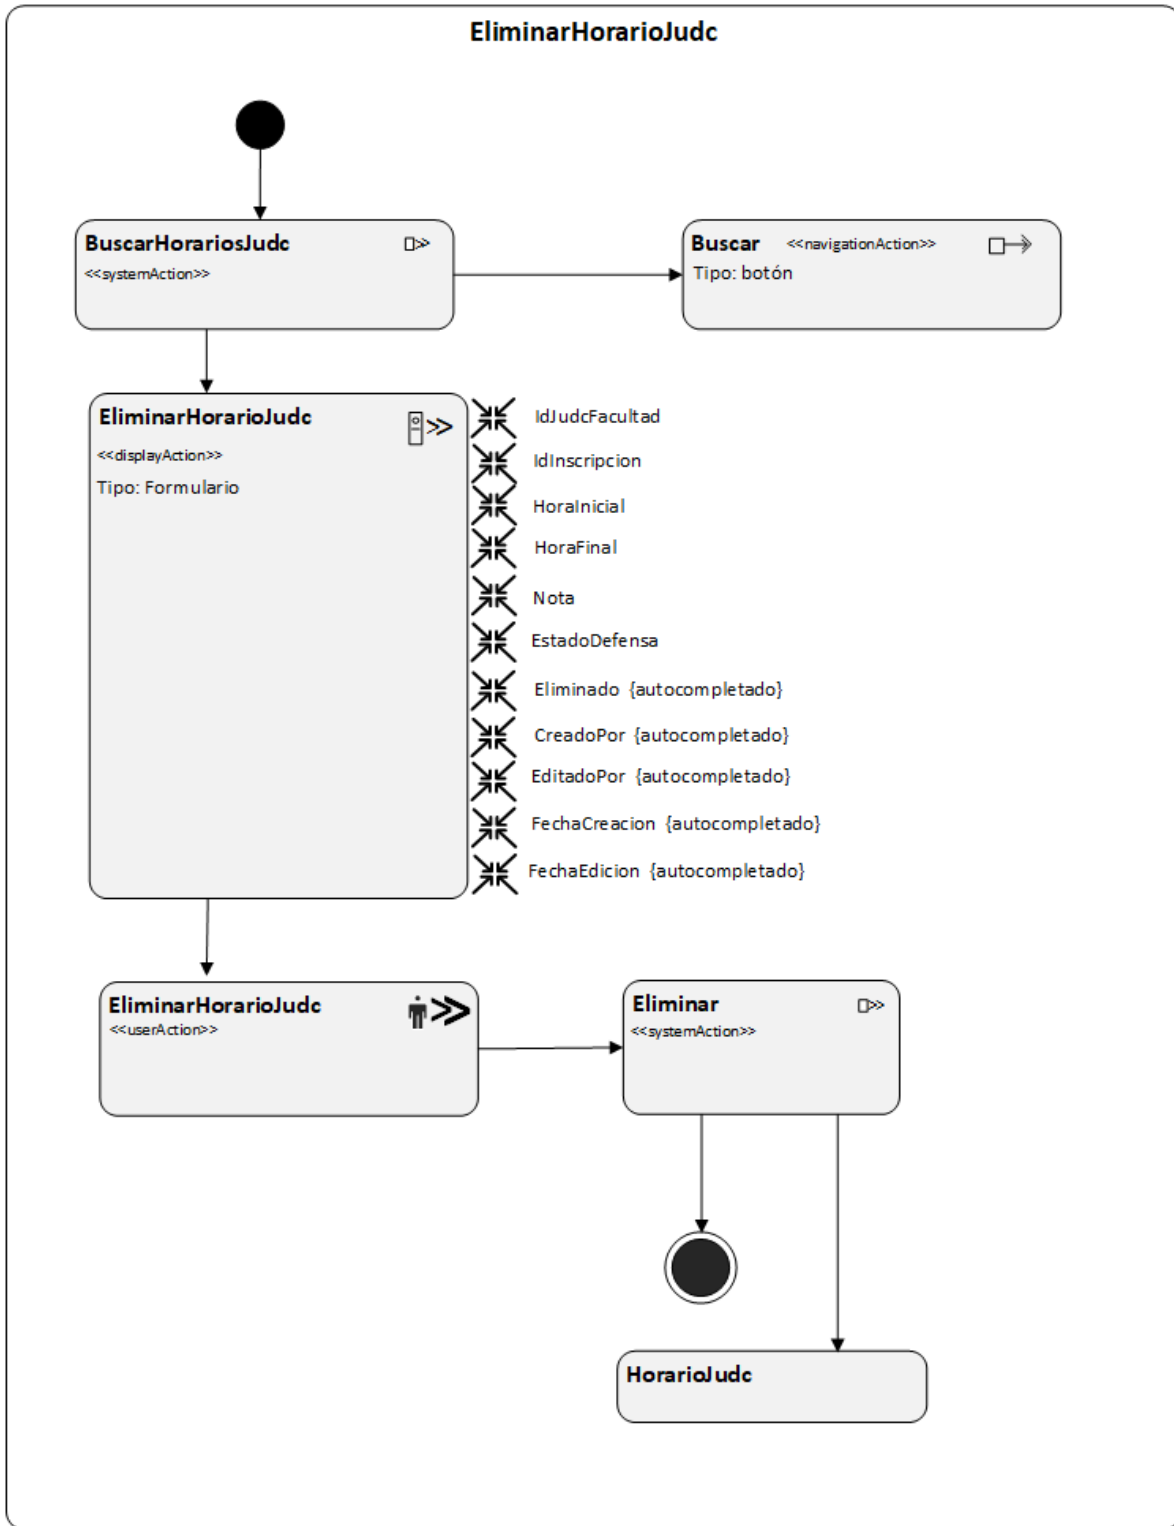 EliminarHorarioJudc
BuscarHorariosJudc
<<systemAction>>
Buscar <<navigationAction>>
Tipo: botón
EliminarHorarioJudc
<<displayAction>>
Tipo: Formulario
IdJudcFacultad
IdInscripcion
HoraInicial
HoraFinal
Nota
EstadoDefensa
Eliminado {autocompletado}
CreadoPor {autocompletado}
EditadoPor {autocompletado}
FechaCreacion {autocompletado}
FechaEdicion {autocompletado}
EliminarHorarioJudc
<<userAction>>
Eliminar
<<systemAction>>
HorarioJudc